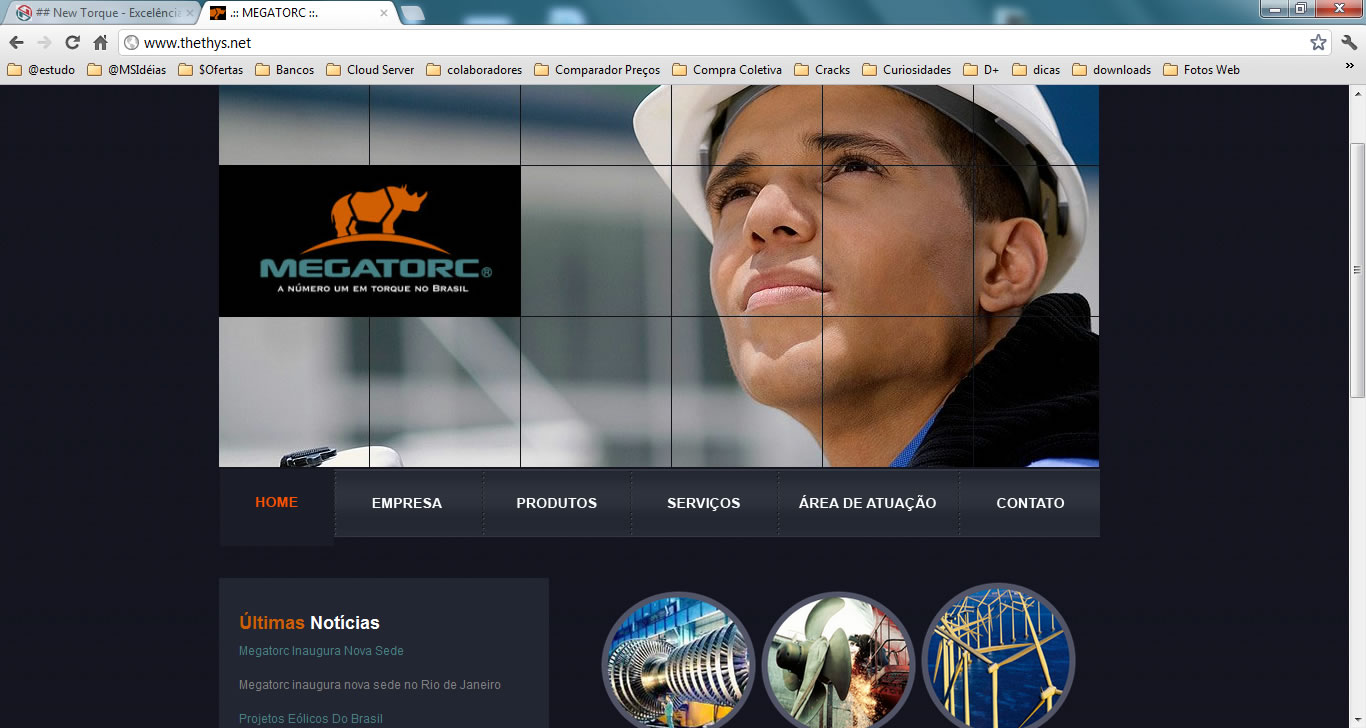 ## New Torque - Excelência
.:: MEGATORC ::.
www.thethys.net
@estudo
@MSIdéias
$Ofertas
Bancos
Cloud Server
colaboradores
Comparador Preços
Compra Coletiva
Cracks
Curiosidades
D+
dicas
downloads
Fotos Web
»
MEGATORC®
A NÚMERO UM EM TORQUE NO BRASIL
HOME
EMPRESA
PRODUTOS
SERVIÇOS
ÁREA DE ATUAÇÃO
CONTATO
Últimas Notícias
Megatorc Inaugura Nova Sede
Megatorc inaugura nova sede no Rio de Janeiro
Projetos Eólicos Do Brasil